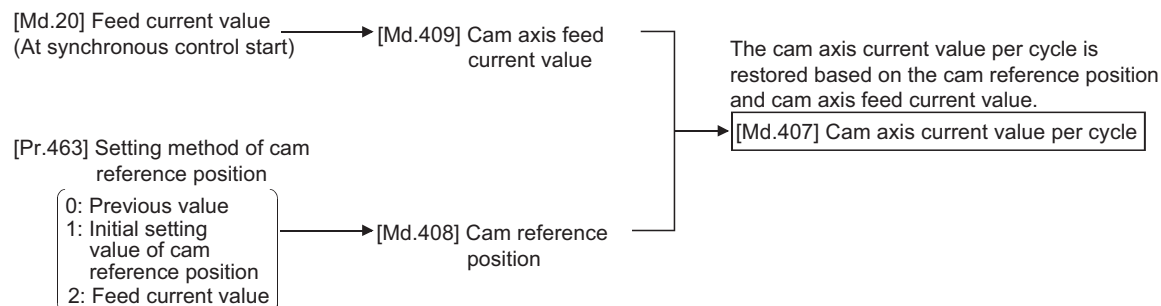 [Md.20] Feed current value
(At synchronous control start)
[Md.409] Cam axis feed
current value
The cam axis current value per cycle is
restored based on the cam reference position
and cam axis feed current value.
[Md.407] Cam axis current value per cycle
[Pr.463] Setting method of cam
reference position
0: Previous value
1: Initial setting
value of cam
reference position
2: Feed current value
[Md.408] Cam reference
position